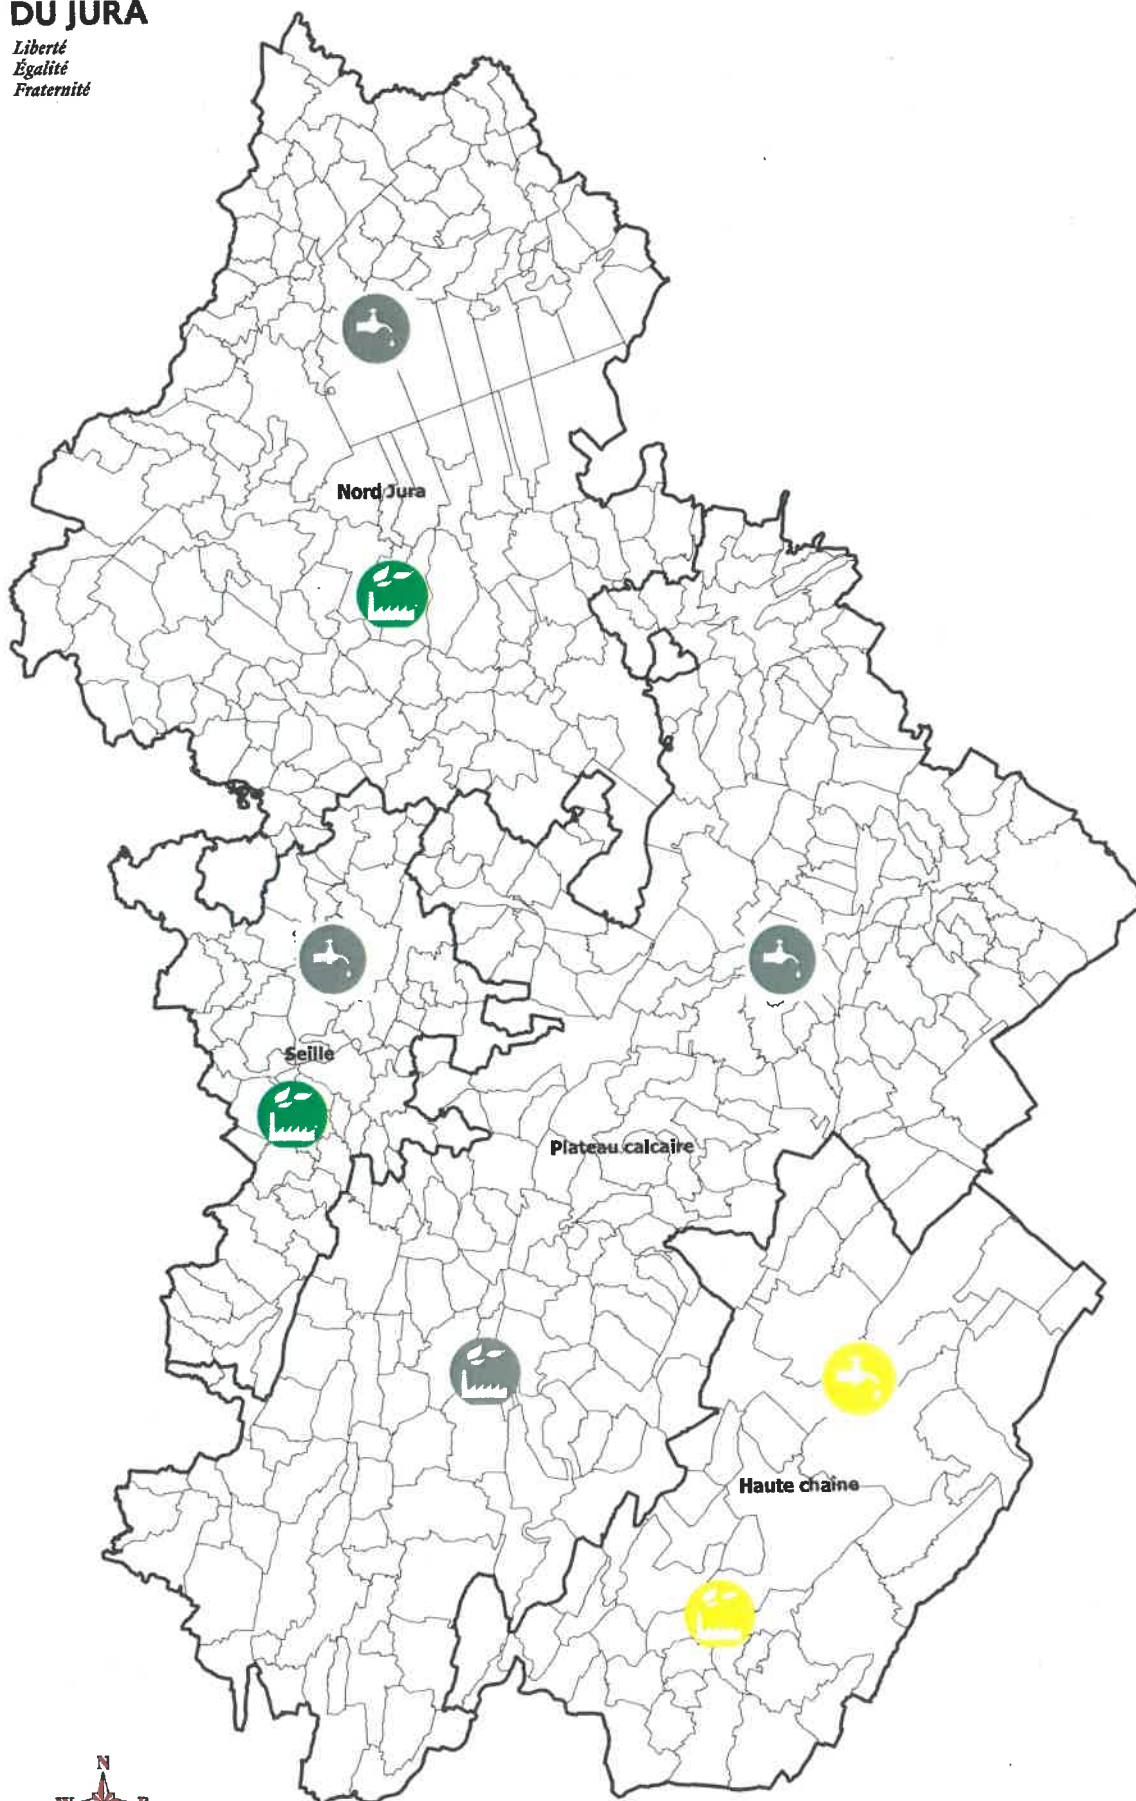 DU JURA
Liberté
Égalité
Fraternité
Nord Jura
Seille
Plateau calcaire
Haute chaîne
N